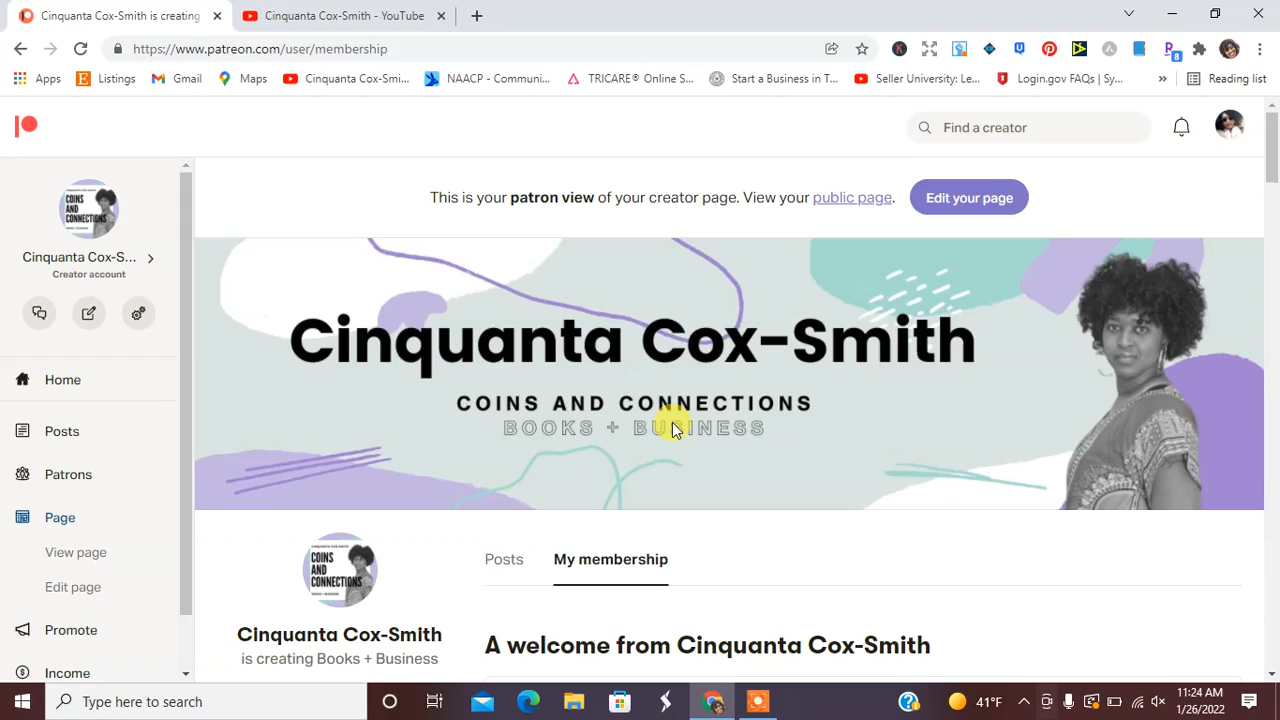 Cinquanta Cox-Smith is creating
Cinquanta Cox-Smith - YouTube
https://www.patreon.com/user/membership
8
Apps
Listings
Gmail
Maps
Cinquanta Cox-Smi...
NAACP - Communi...
TRICARE® Online S...
Start a Business in T...
Seller University: Le...
Login.gov FAQs | Sy...
»
Reading list
Find a creator
COINS AND CONNECTIONS
Cinquanta Cox-S...
Creator account
This is your patron view of your creator page. View your public page.
Edit your page
Cinquanta Cox-Smith
COINS AND CONNECTIONS
BOOKS + BUSINESS
Home
Posts
Patrons
Page
View page
Edit page
Promote
Income
COINS AND CONNECTIONS
Cinquanta Cox-Smith
is creating Books + Business
Posts
My membership
A welcome from Cinquanta Cox-Smith
Type here to search
41°F
11:24 AM
1/26/2022